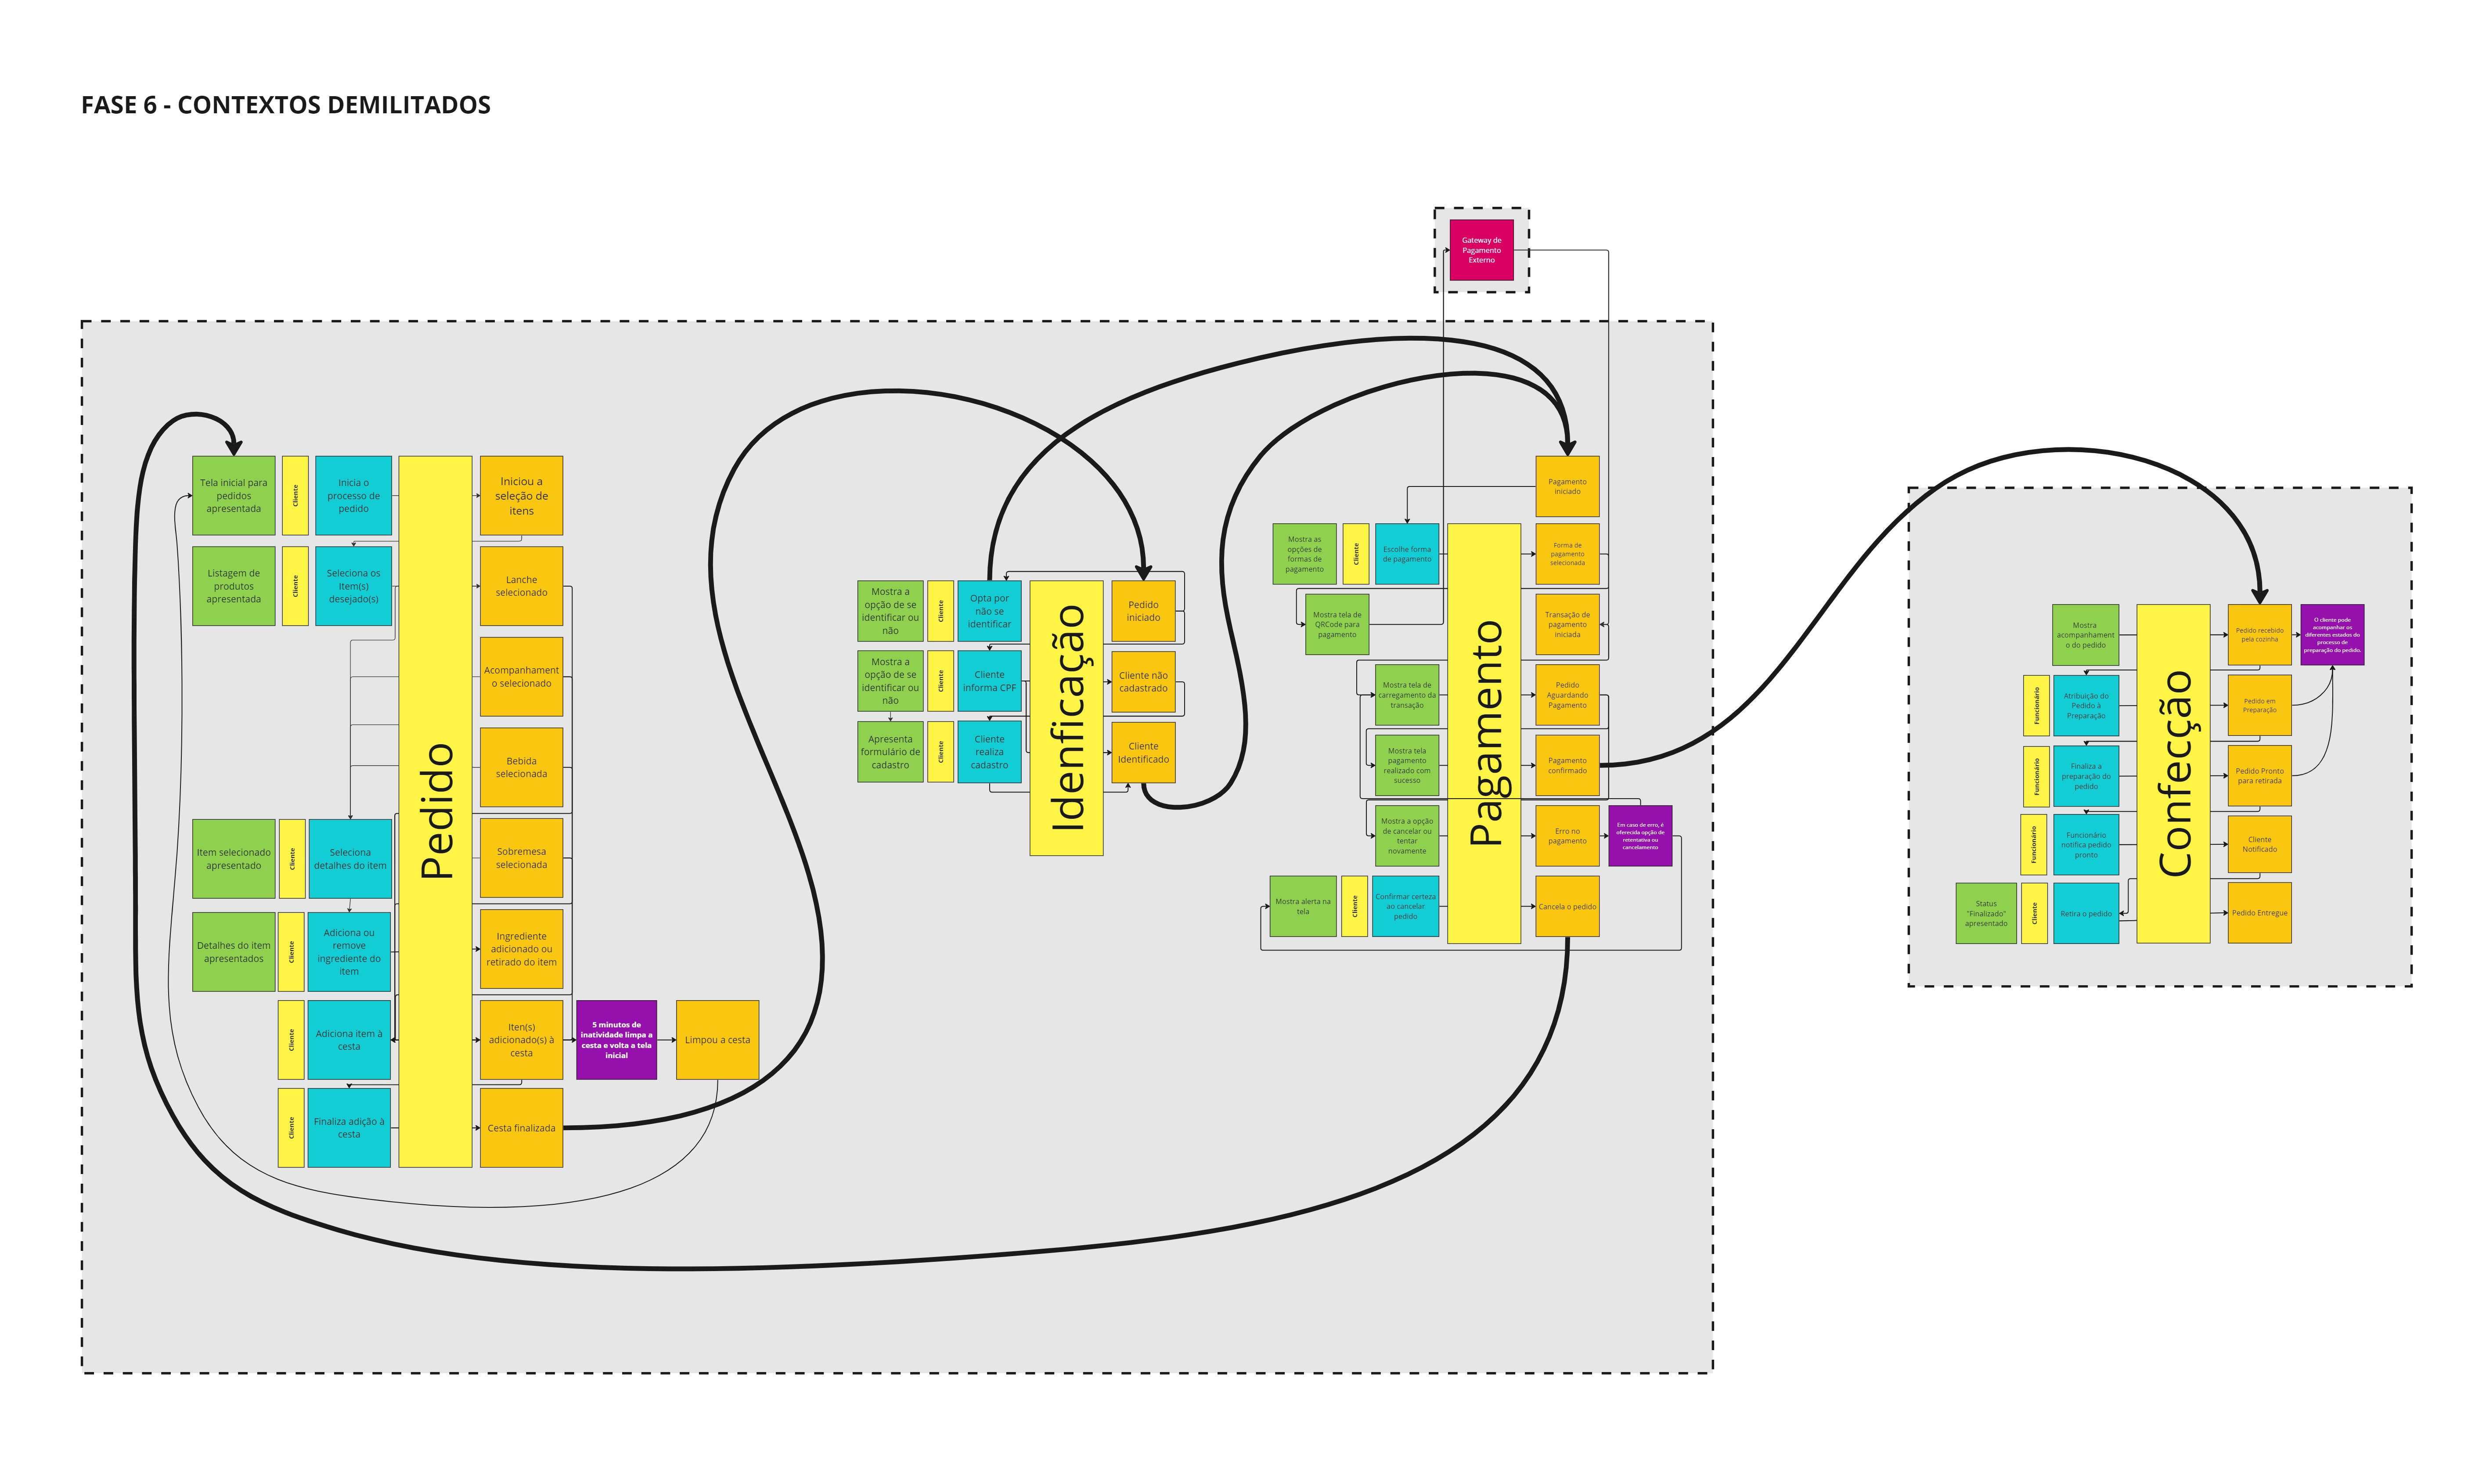 FASE 6 - CONTEXTOS DEMILITADOS
Gateway de
Pagamento
Externo
Tela inicial para
pedidos
apresentada
Cliente
Inicia o
processo de
pedido
Pedido
Iniciou a
seleção de
itens
Listagem de
produtos
apresentada
Cliente
Seleciona os
Item(s)
desejado(s)
Lanche
selecionado
Acompanhament
o selecionado
Bebida
selecionada
Item selecionado
apresentado
Cliente
Seleciona
detalhes do item
Sobremesa
selecionada
Detalhes do item
apresentados
Cliente
Adiciona ou
remove
ingrediente do
item
Ingrediente
adicionado ou
retirado do item
Cliente
Adiciona item à
cesta
Iten(s)
adicionado(s) à
cesta
5 minutos de
inatividade limpa a
cesta e volta a tela
inicial
Limpou a cesta
Cliente
Finaliza adição à
cesta
Cesta finalizada
Mostra a
opção de se
identificar ou
não
Cliente
Opta por
não se
identificar
Idenficação
Pedido
iniciado
Mostra a
opção de se
identificar ou
não
Cliente
Cliente
informa CPF
Cliente não
cadastrado
Apresenta
formulário de
cadastro
Cliente
Cliente
realiza
cadastro
Cliente
Identificado
Pagamento
iniciado
Mostra as
opções de
formas de
pagamento
Cliente
Escolhe forma
de pagamento
Pagamento
Forma de
pagamento
selecionada
Mostra tela de
QRCode para
pagamento
Transação de
pagamento
iniciada
Mostra tela de
carregamento da
transação
Pedido
Aguardando
Pagamento
Mostra tela
pagamento
realizado com
sucesso
Pagamento
confirmado
Mostra a opção
de cancelar ou
tentar
novamente
Erro no
pagamento
Em caso de erro, é
oferecida opção de
retentativa ou
cancelamento
Mostra alerta na
tela
Cliente
Confirmar certeza
ao cancelar
pedido
Cancela o pedido
Mostra
acompanhament
o do pedido
Confecção
Pedido recebido
pela cozinha
O cliente pode
acompanhar os
diferentes estados do
processo de
preparação do pedido.
Funcionário
Atribuição do
Pedido à
Preparação
Pedido em
Preparação
Funcionário
Finaliza a
preparação do
pedido
Pedido Pronto
para retirada
Funcionário
Funcionário
notifica pedido
pronto
Cliente
Notificado
Status
"Finalizado"
apresentado
Cliente
Retira o pedido
Pedido Entregue